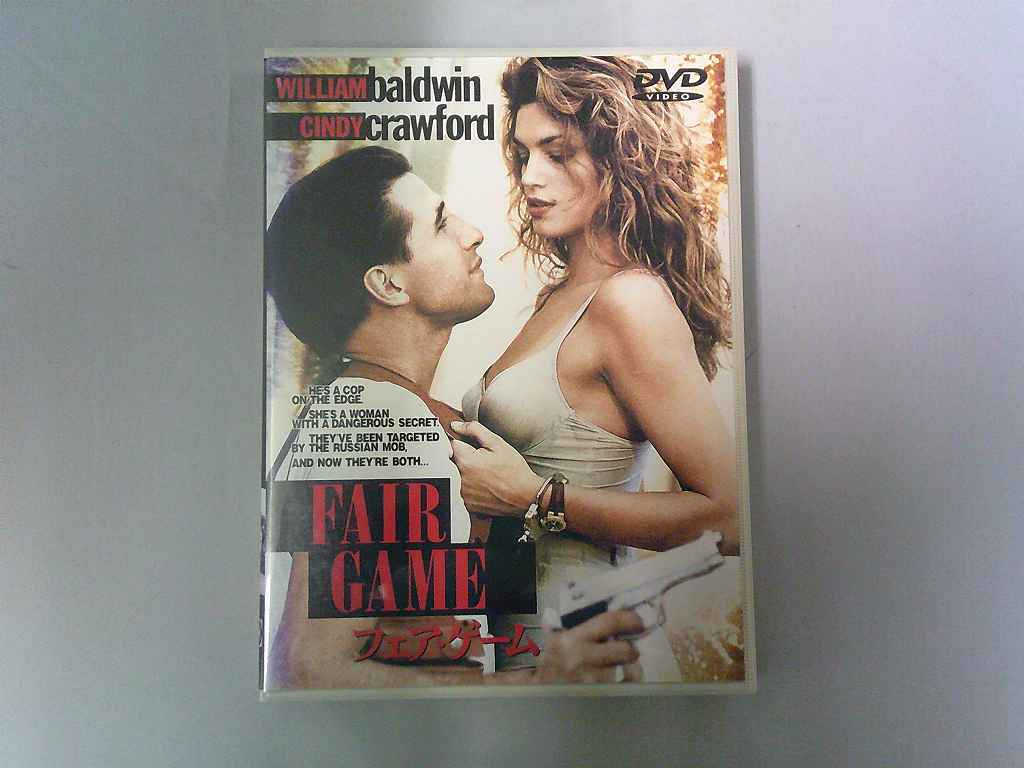 WILLIAM baldwin
CINDY crawford
DVD
VIDEO
HE'S A COP
ON THE EDGE.
SHE'S A WOMAN
WITH A DANGEROUS SECRET.
THEY'VE BEEN TARGETED
BY THE RUSSIAN MOB,
AND NOW THEY'RE BOTH...
FAIR
GAME
フェア・ゲーム